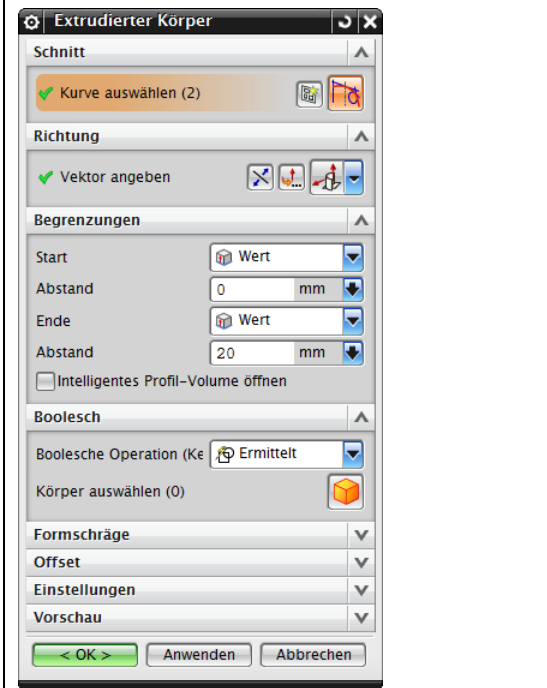 Extrudierter Körper
Schnitt
Kurve auswählen (2)
Richtung
Vektor angeben
Begrenzungen
Start Wert
Abstand 0 mm
Ende Wert
Abstand 20 mm
Intelligentes Profil-Volume öffnen
Boolesch
Boolesche Operation (Ke Ermittelt
Körper auswählen (0)
Formschräge
Offset
Einstellungen
Vorschau
< OK > Anwenden Abbrechen